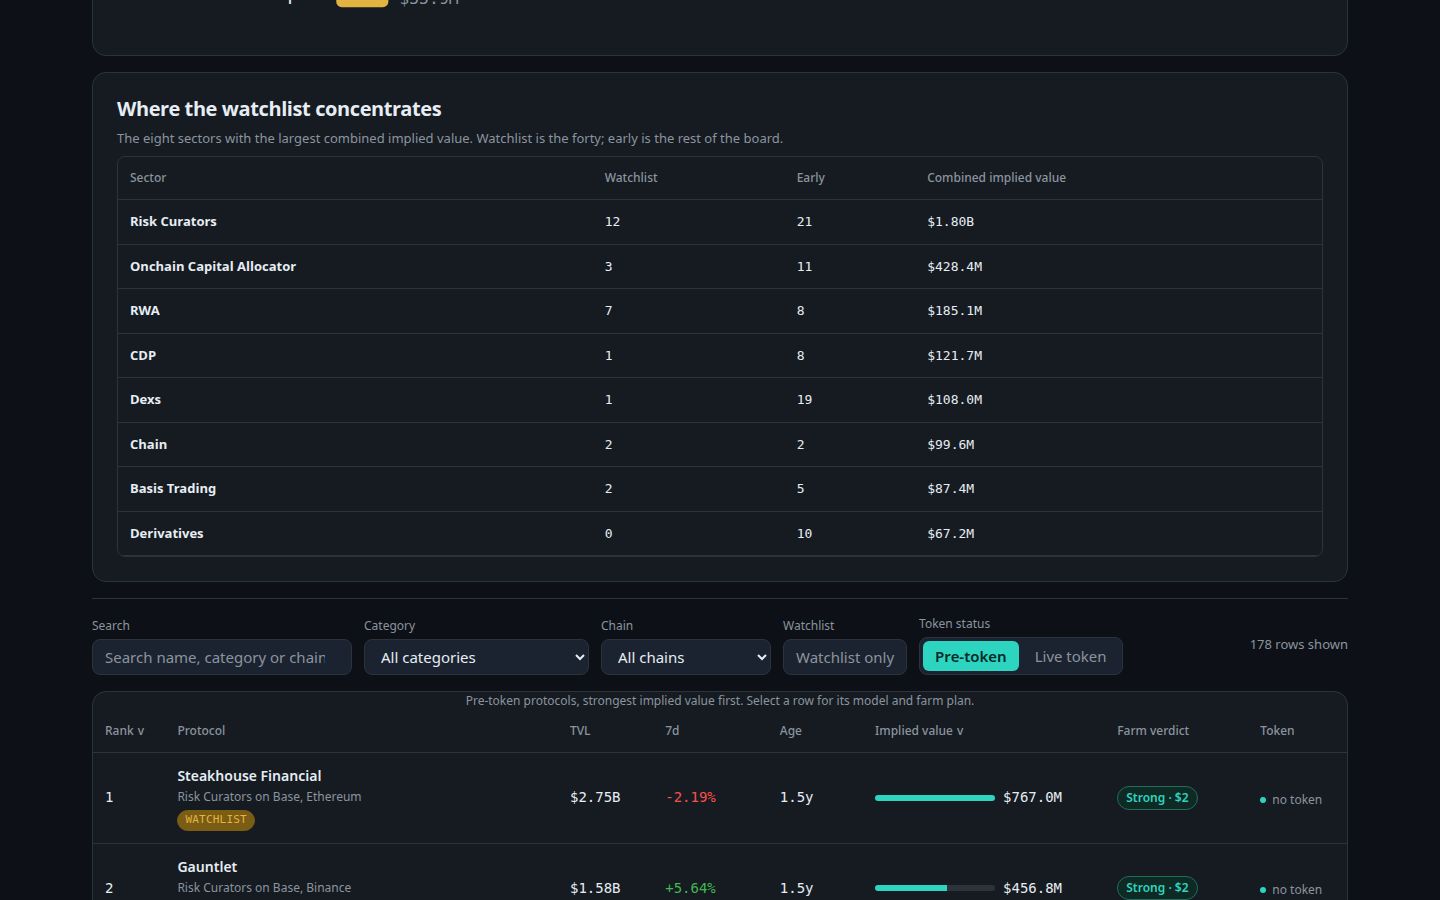 Where the watchlist concentrates
The eight sectors with the largest combined implied value. Watchlist is the forty; early is the rest of the board.
Sector Watchlist Early Combined implied value
Risk Curators 12 21 $1.80B
Onchain Capital Allocator 3 11 $428.4M
RWA 7 8 $185.1M
CDP 1 8 $121.7M
Dexs 1 19 $108.0M
Chain 2 2 $99.6M
Basis Trading 2 5 $87.4M
Derivatives 0 10 $67.2M
Search Category Chain Watchlist Token status
Search name, category or chain All categories All chains Watchlist only Pre-token Live token 178 rows shown
Pre-token protocols, strongest implied value first. Select a row for its model and farm plan.
Rank v Protocol TVL 7d Age Implied value v Farm verdict Token
Steakhouse Financial
Risk Curators on Base, Ethereum
1 $2.75B -2.19% 1.5y $767.0M Strong · $2 no token
WATCHLIST
Gauntlet
Risk Curators on Base, Binance
2 $1.58B +5.64% 1.5y $456.8M Strong · $2 no token